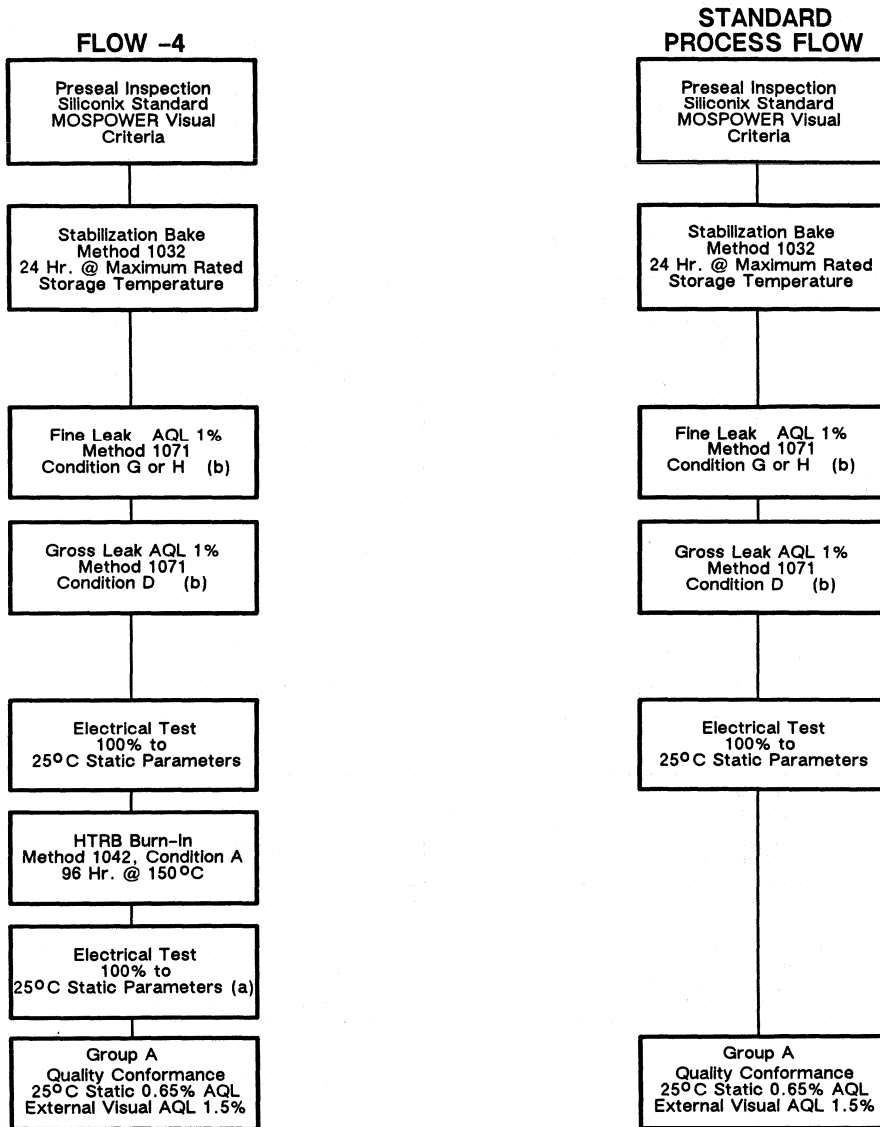 FLOW -4
Preseal Inspection
Siliconix Standard
MOSPOWER Visual
Criteria
Stabilization Bake
Method 1032
24 Hr. @ Maximum Rated
Storage Temperature
Fine Leak AQL 1%
Method 1071
Condition G or H (b)
Gross Leak AQL 1%
Method 1071
Condition D (b)
Electrical Test
100% to
25°C Static Parameters
HTRB Burn-In
Method 1042, Condition A
96 Hr. @ 150°C
Electrical Test
100% to
25°C Static Parameters (a)
Group A
Quality Conformance
25°C Static 0.65% AQL
External Visual AQL 1.5%
STANDARD
PROCESS FLOW
Preseal Inspection
Siliconix Standard
MOSPOWER Visual
Criteria
Stabilization Bake
Method 1032
24 Hr. @ Maximum Rated
Storage Temperature
Fine Leak AQL 1%
Method 1071
Condition G or H (b)
Gross Leak AQL 1%
Method 1071
Condition D (b)
Electrical Test
100% to
25°C Static Parameters
Group A
Quality Conformance
25°C Static 0.65% AQL
External Visual AQL 1.5%